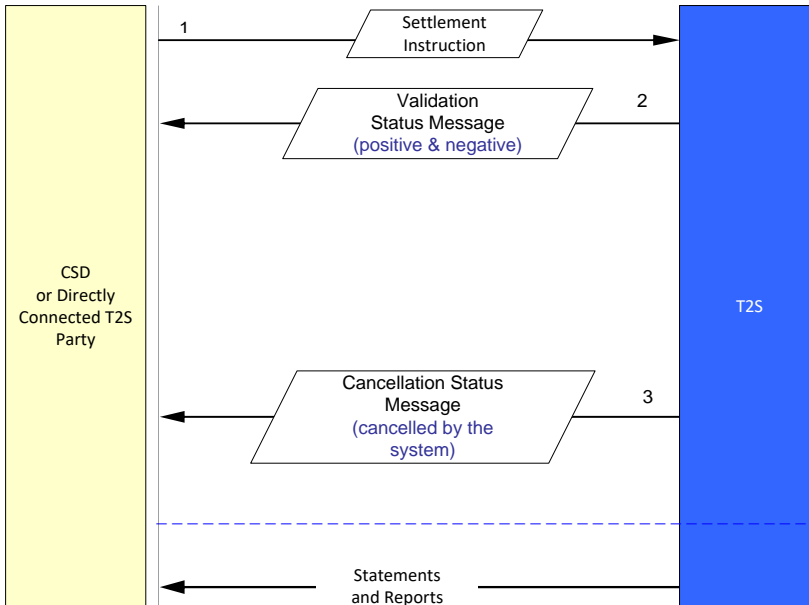 1
Settlement
Instruction
Validation
Status Message
(positive & negative)
2
CSD
or Directly
Connected T2S
Party
T2S
Cancellation Status
Message
(cancelled by the
system)
3
Statements
and Reports